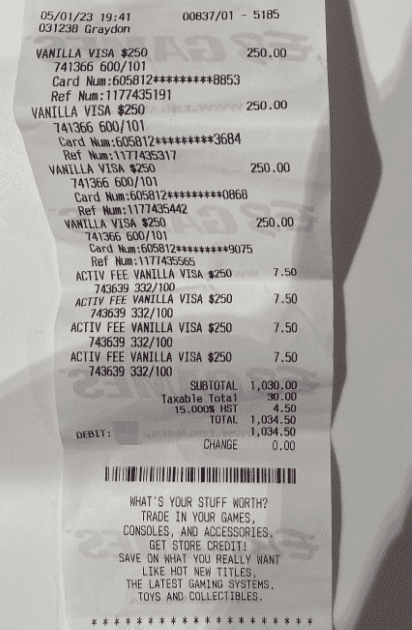 05/01/23 19:41 00837/01 - 5185
031238 Graydon
VANILLA VISA $250 250.00
741366 600/101
Card Num:605812*********8853
Ref Num:1177435191
VANILLA VISA $250 250.00
741366 600/101
Card Num:605812*********3684
Ref Num:1177435317
VANILLA VISA $250 250.00
741366 600/101
Card Num:605812*********0868
Ref Num:1177435442
VANILLA VISA $250 250.00
741366 600/101
Card Num:605812*********9075
Ref Num:1177435565
ACTIV FEE VANILLA VISA $250 7.50
743639 332/100
ACTIV FEE VANILLA VISA $250 7.50
743639 332/100
ACTIV FEE VANILLA VISA $250 7.50
743639 332/100
ACTIV FEE VANILLA VISA $250 7.50
743639 332/100
SUBTOTAL 1,030.00
Taxable Total 30.00
15.000% HST 4.50
TOTAL 1,034.50
DEBIT: 1,034.50
CHANGE 0.00
WHAT'S YOUR STUFF WORTH?
TRADE IN YOUR GAMES,
CONSOLES, AND ACCESSORIES.
GET STORE CREDIT!
SAVE ON WHAT YOU REALLY WANT
LIKE HOT NEW TITLES,
THE LATEST GAMING SYSTEMS,
TOYS AND COLLECTIBLES.
* * * * * * * * * * * * * * * * * * *